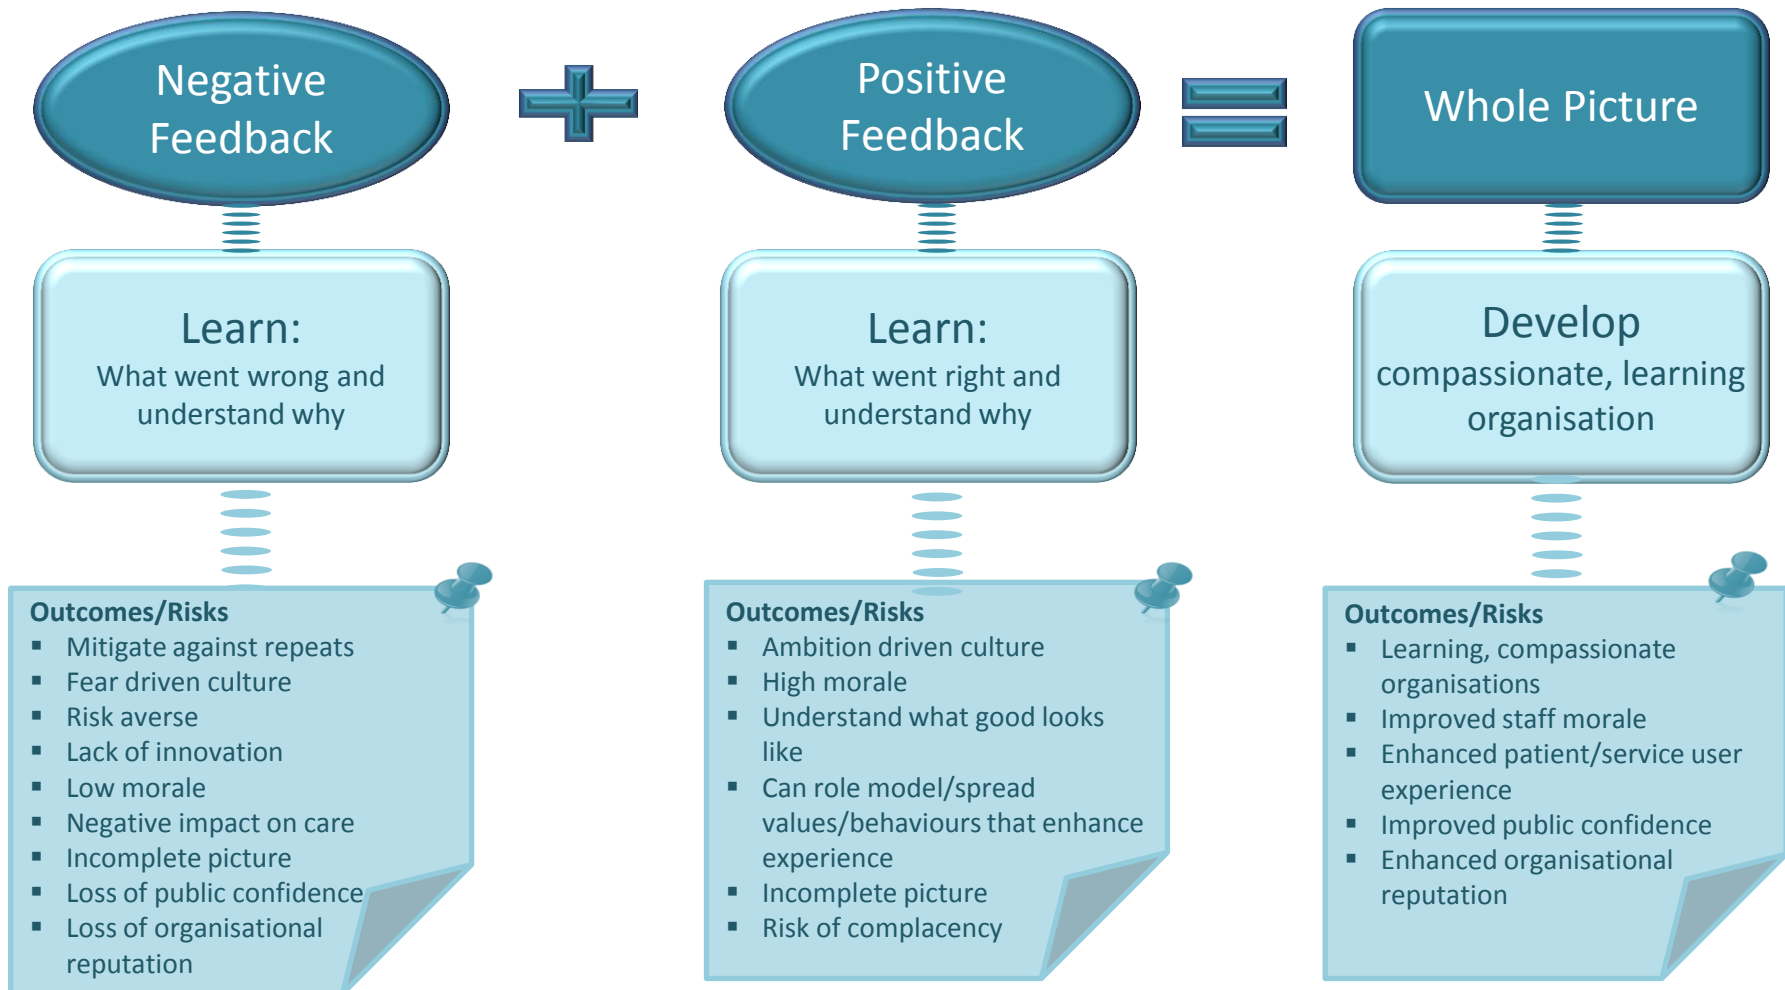 Negative
Feedback
Positive
Feedback
Whole Picture
Learn:
What went wrong and
understand why
Learn:
What went right and
understand why
Develop
compassionate, learning
organisation
Outcomes/Risks
▪ Mitigate against repeats
▪ Fear driven culture
▪ Risk averse
▪ Lack of innovation
▪ Low morale
▪ Negative impact on care
▪ Incomplete picture
▪ Loss of public confidence
▪ Loss of organisational
reputation
Outcomes/Risks
▪ Ambition driven culture
▪ High morale
▪ Understand what good looks
like
▪ Can role model/spread
values/behaviours that enhance
experience
▪ Incomplete picture
▪ Risk of complacency
Outcomes/Risks
▪ Learning, compassionate
organisations
▪ Improved staff morale
▪ Enhanced patient/service user
experience
▪ Improved public confidence
▪ Enhanced organisational
reputation